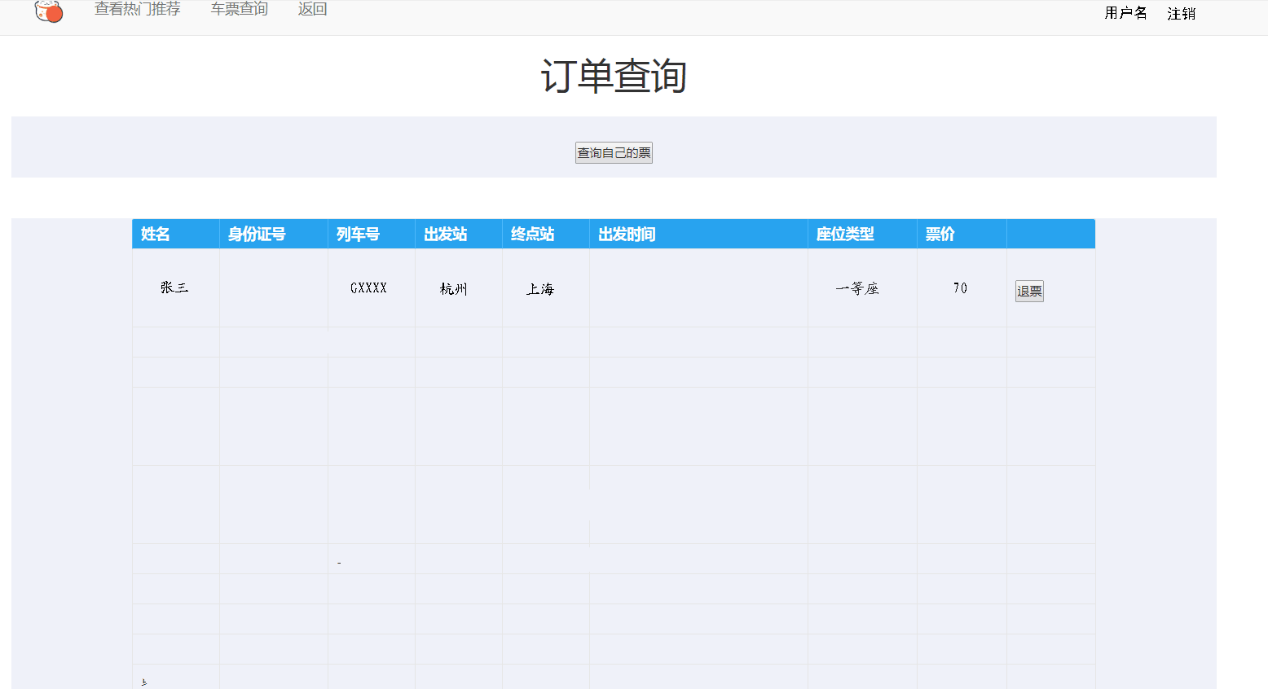 查看热门推荐 车票查询 返回 用户名 注销
订单查询
查询自己的票
姓名 身份证号 列车号 出发站 终点站 出发时间 座位类型 票价
张三 GXXXX 杭州 上海 一等座 70 退票
-